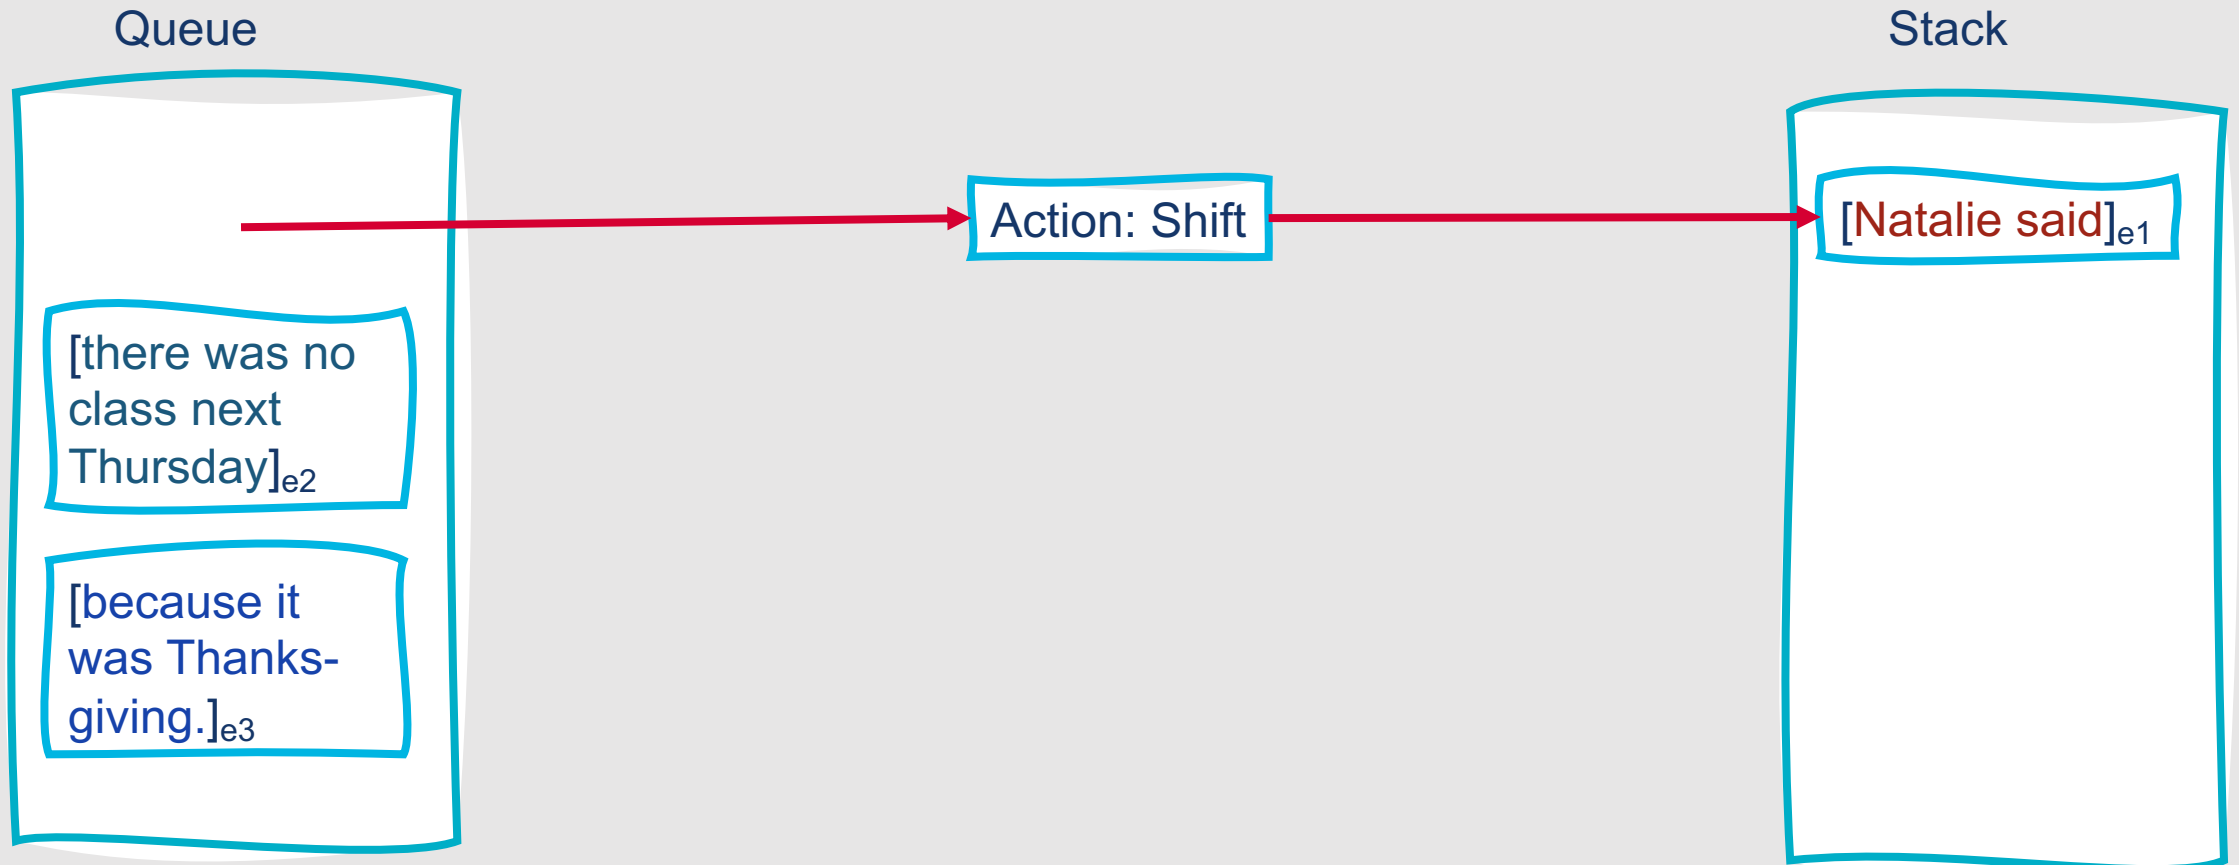 Queue
Stack
Action: Shift
[Natalie said]e1
[there was no
class next
Thursday]e2
[because it
was Thanks-
giving.]e3